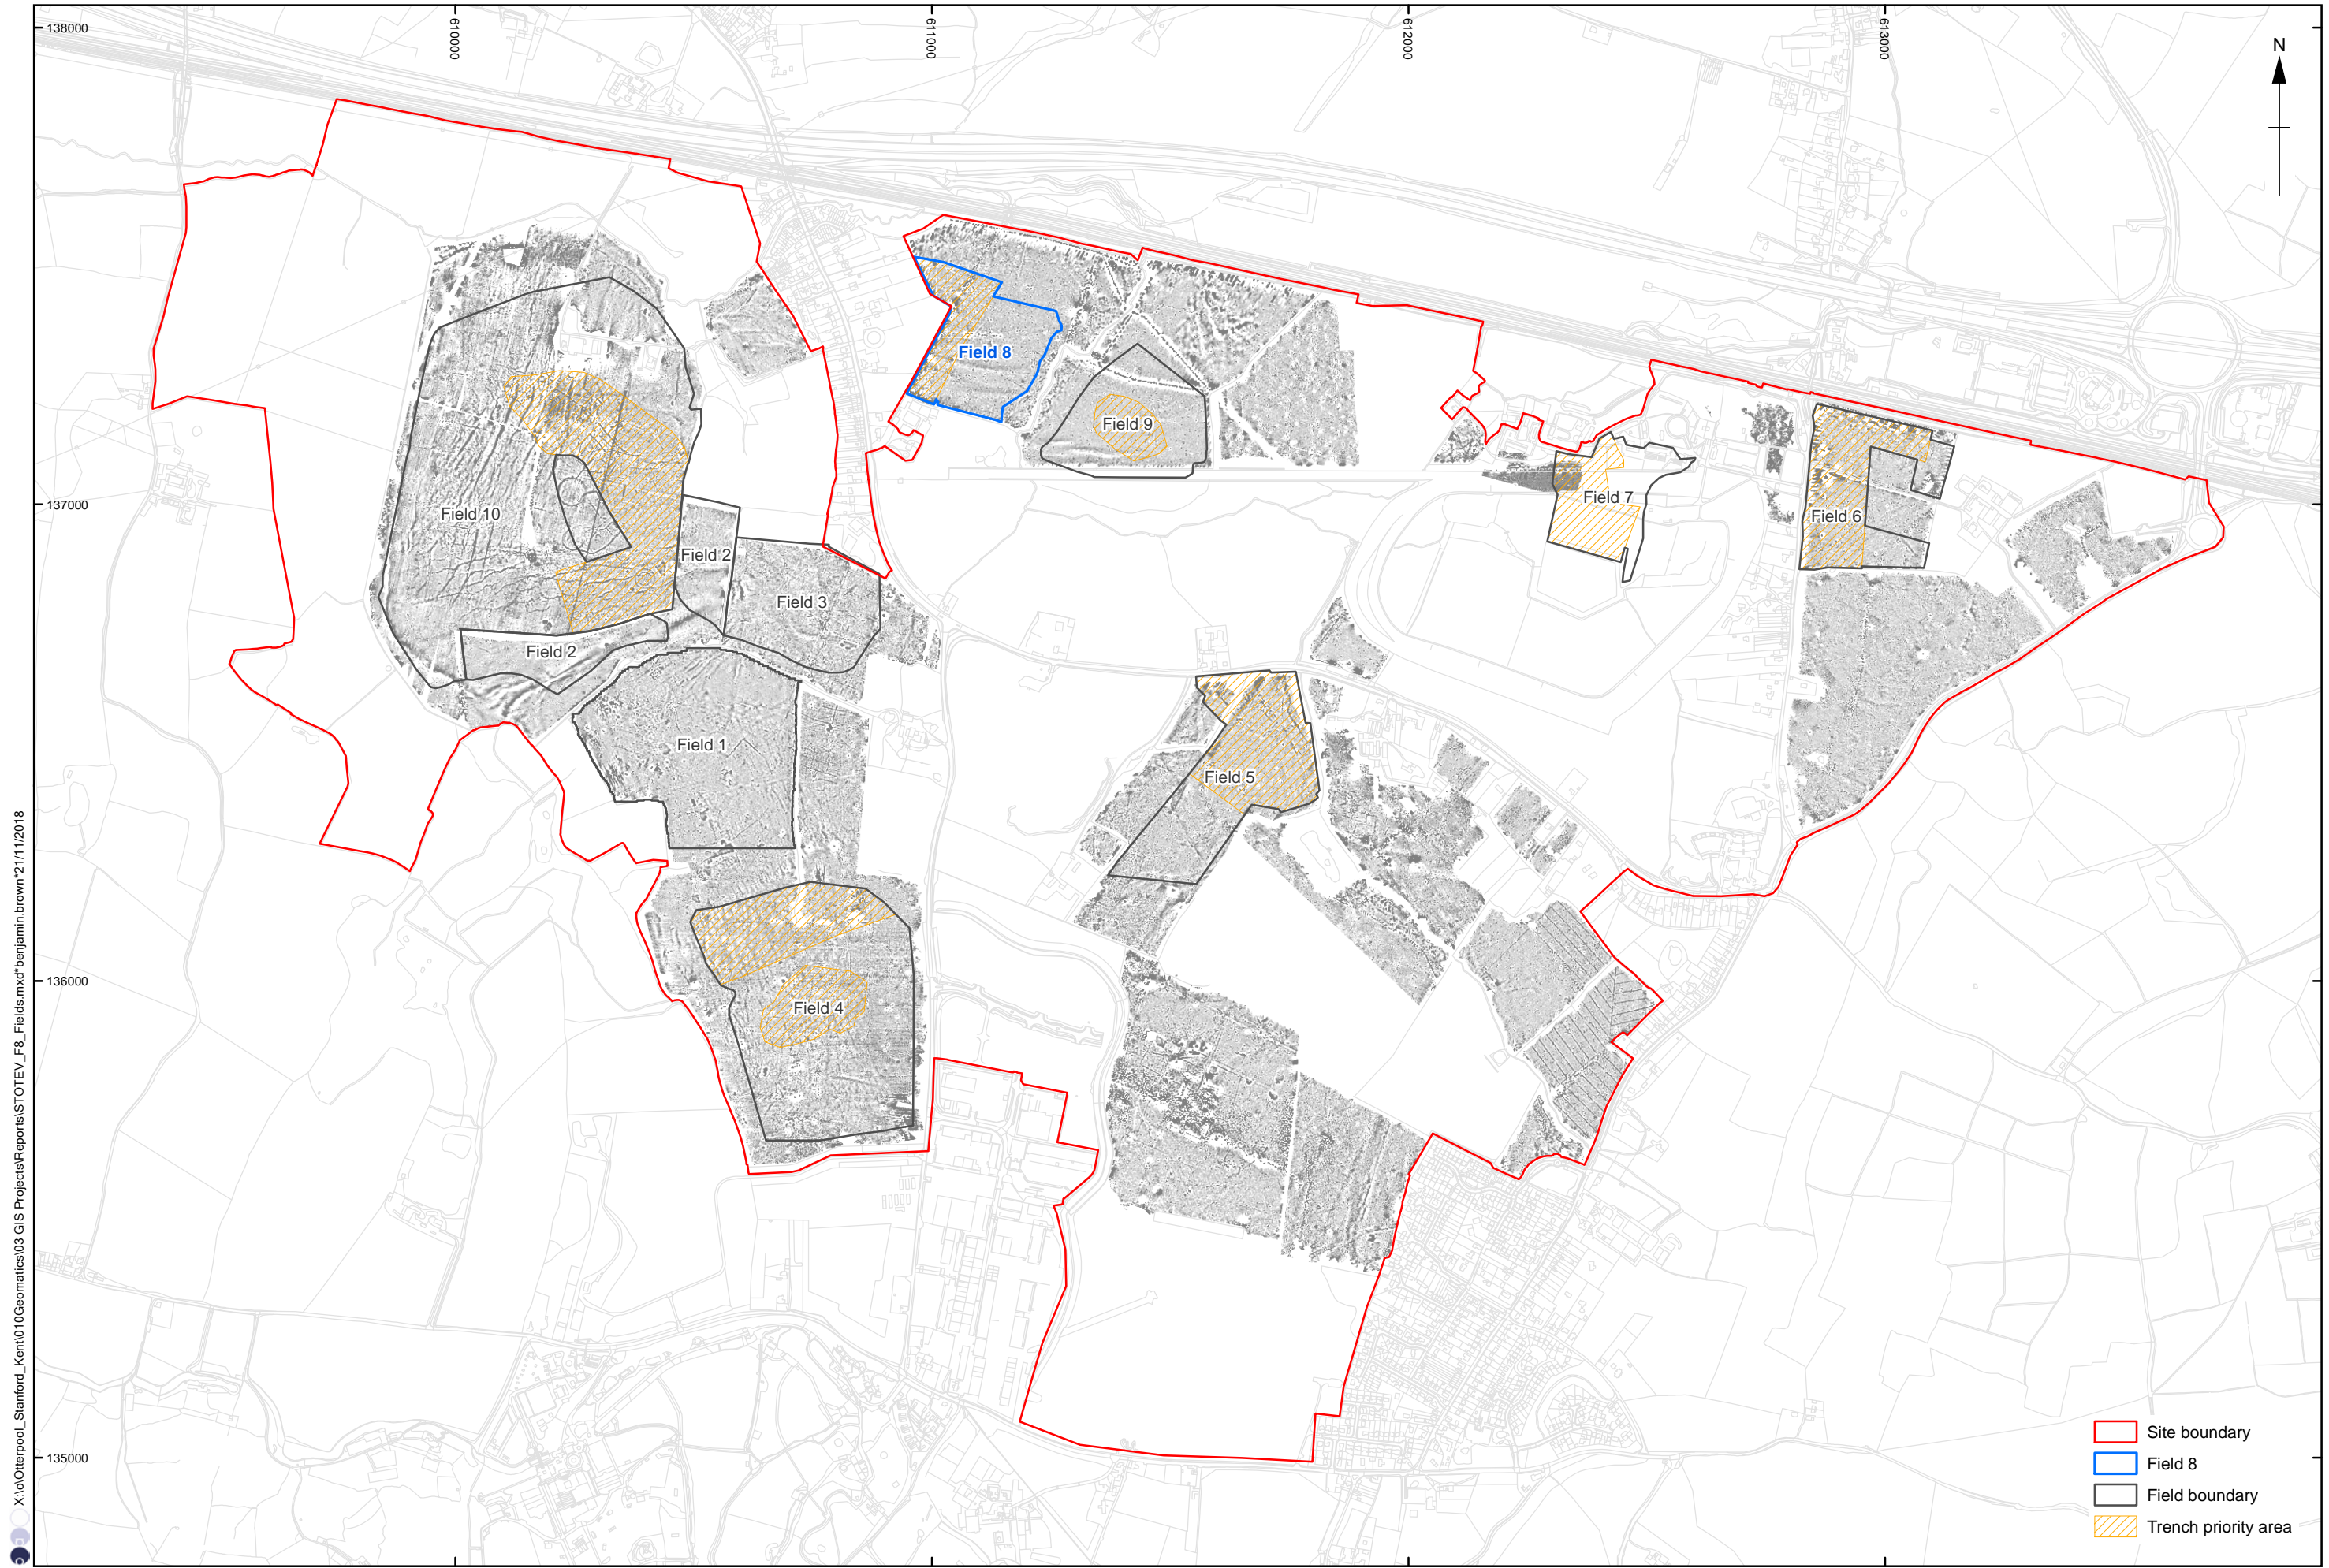 610000
611000
612000
613000
138000
N
Field 8
Field 9
Field 7
137000
Field 10
Field 6
Field 2
Field 3
Field 2
Field 1
Field 5
136000
Field 4
135000
Site boundary
Field 8
Field boundary
Trench priority area
X:\o\Otterpool_Stanford_Kent\010Geomatics\03 GIS Projects\Reports\STOTEV_F8_Fields.mxd*benjamin.brown*21/11/2018